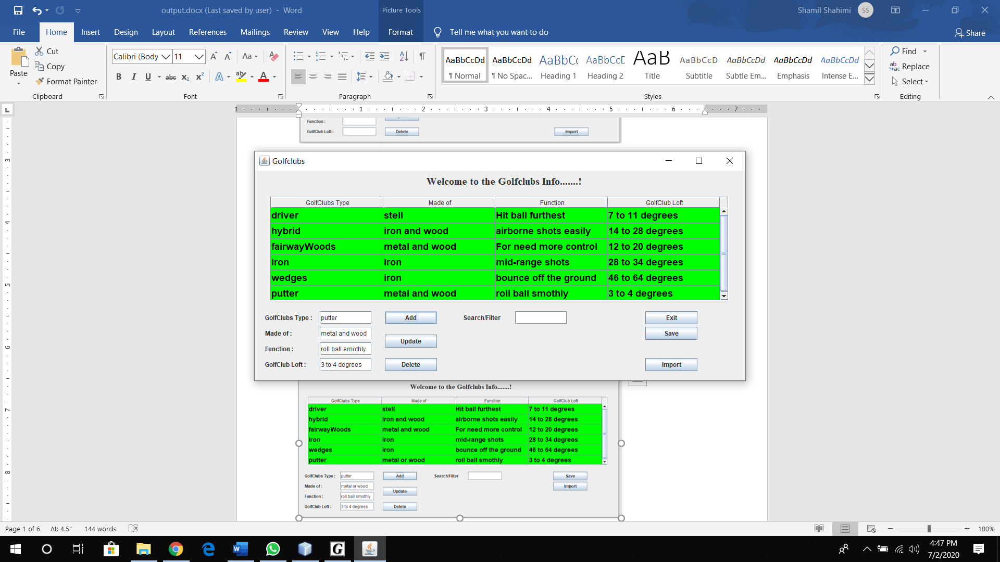 output.docx (Last saved by user) - Word
Picture Tools
Shamil Shahimi
SS
File Home Insert Design Layout References Mailings Review View Help Format Tell me what you want to do Share
Paste
Cut
Copy
Format Painter
Clipboard
Calibri (Body 11
Font
Paragraph
AaBbCcDd AaBbCcDd AaBbCc AaBbCcE AaB AaBbCcD AaBbCcDd AaBbCcDd AaBbCcDd
¶ Normal ¶ No Spac... Heading 1 Heading 2 Title Subtitle Subtle Em... Emphasis Intense E...
Styles
Find
Replace
Select
Editing
1 1 2 3 4 5 6 7
Function :
GolfClub Loft : Delete Import
Golfclubs
Welcome to the Golfclubs Info.......!
GolfClubs Type Made of Function GolfClub Loft
driver stell Hit ball furthest 7 to 11 degrees
hybrid iron and wood airborne shots easily 14 to 28 degrees
fairwayWoods metal and wood For need more control 12 to 20 degrees
iron iron mid-range shots 28 to 34 degrees
wedges iron bounce off the ground 46 to 64 degrees
putter metal and wood roll ball smothly 3 to 4 degrees
GolfClubs Type : putter Add Search/Filter Exit
Made of : metal and wood Save
Update
Function : roll ball smothly
GolfClub Loft : 3 to 4 degrees Delete Import
Welcome to the Golfclubs Info.......!
GolfClubs Type Made of Function GolfClub Loft
driver stell Hit ball furthest 7 to 11 degrees
hybrid iron and wood airborne shots easily 14 to 28 degrees
fairwayWoods metal and wood For need more control 12 to 20 degrees
iron iron mid-range shots 28 to 34 degrees
wedges iron bounce off the ground 46 to 64 degrees
putter metal or wood roll ball smothly 3 to 4 degrees
GolfClubs Type : putter Add Search/Filter Save
Made of : metal or wood Import
Update
Function : roll ball smothly
GolfClub Loft : 3 to 4 degrees Delete
3
4
5
6
7
8
Page 1 of 6 At: 4.5" 144 words 100%
4:47 PM
7/2/2020